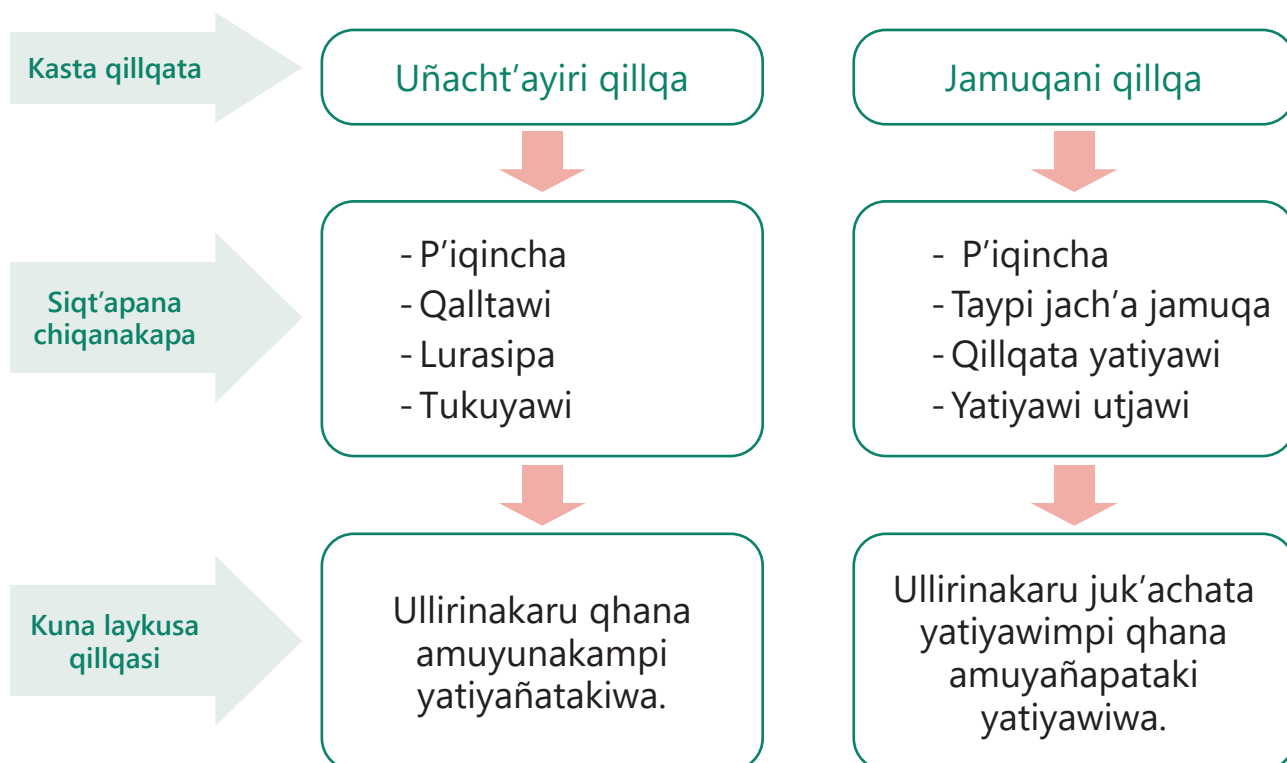 Kasta qillqata
Uñacht’ayiri qillqa
Jamuqani qillqa
Siqt’apana
chiqanakapa
- P’iqincha
- Qalltawi
- Lurasipa
- Tukuyawi
- P’iqincha
- Taypi jach’a jamuqa
- Qillqata yatiyawi
- Yatiyawi utjawi
Kuna laykusa
qillqasi
Ullirinakaru qhana
amuyunakampi
yatiyañatakiwa.
Ullirinakaru juk’achata
yatiyawimpi qhana
amuyañapataki
yatiyawiwa.